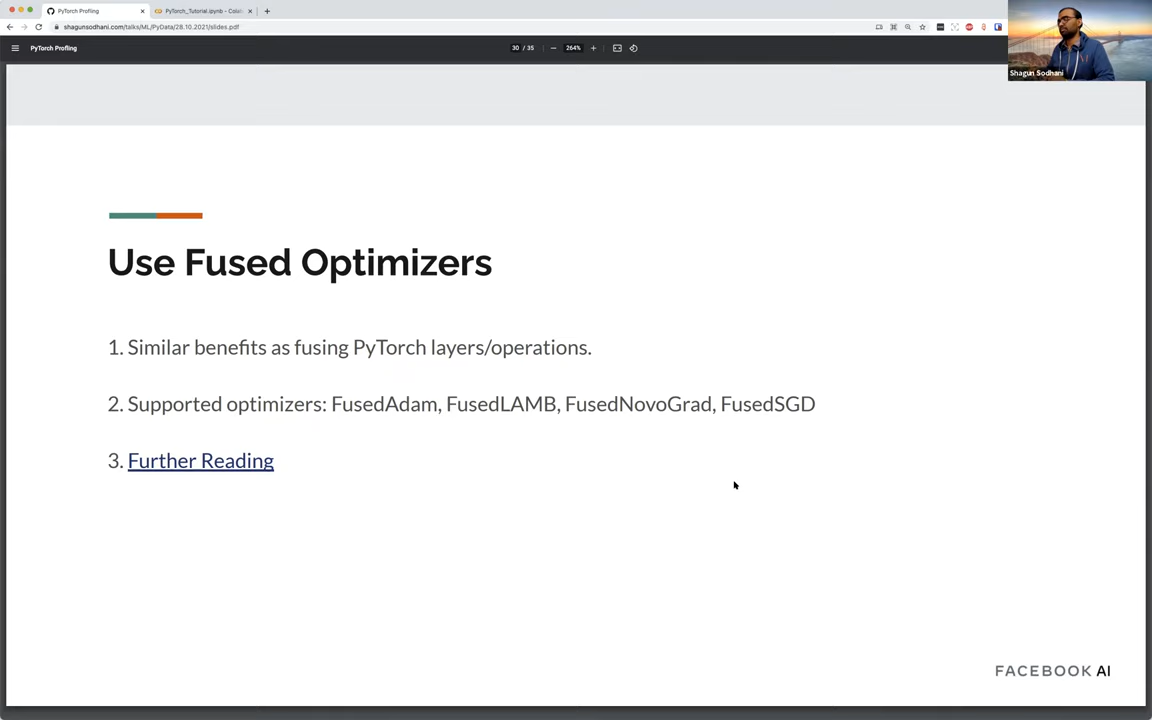 PyTorch Profling
PyTorch_Tutorial.ipynb - Colab
shagunsodhani.com/talks/ML/PyData/28.10.2021/slides.pdf
PyTorch Profling
30 / 35
264%
Shagun Sodhani
Use Fused Optimizers
1. Similar benefits as fusing PyTorch layers/operations.
2. Supported optimizers: FusedAdam, FusedLAMB, FusedNovoGrad, FusedSGD
3. Further Reading
FACEBOOK AI